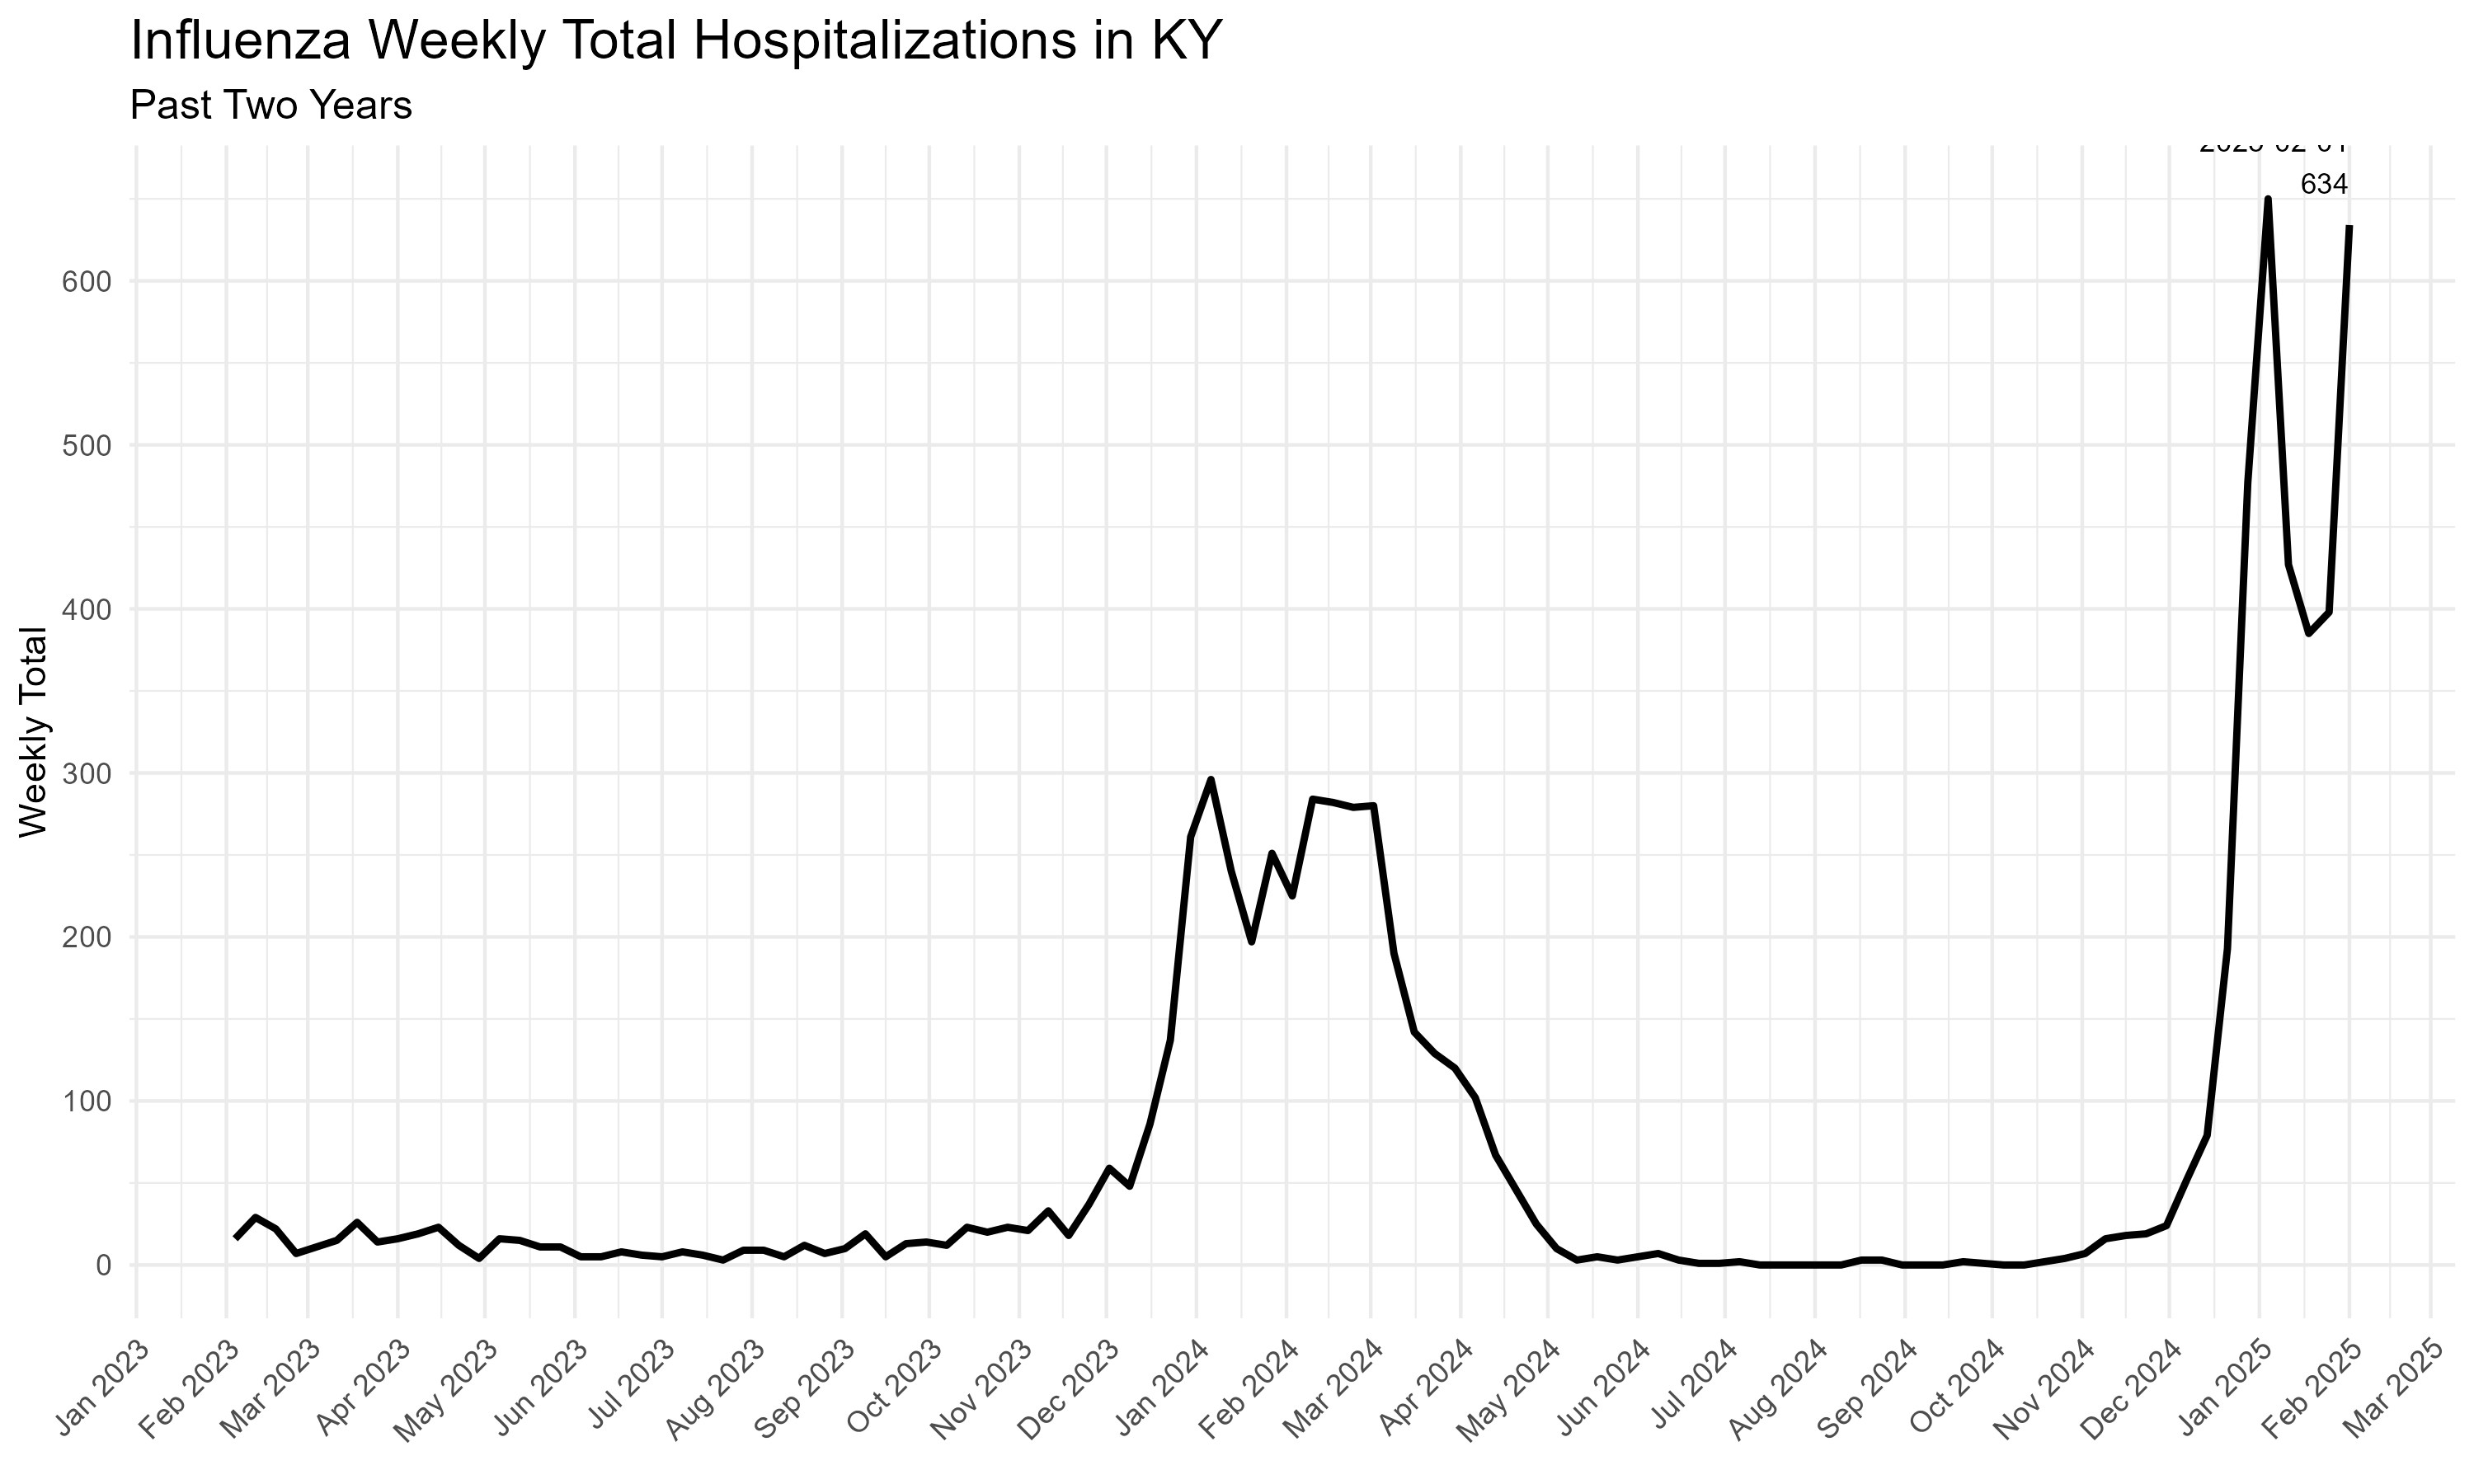 Influenza Weekly Total Hospitalizations in KY
Past Two Years
634
Weekly Total
600
500
400
300
200
100
0
Jan 2023
Feb 2023
Mar 2023
Apr 2023
May 2023
Jun 2023
Jul 2023
Aug 2023
Sep 2023
Oct 2023
Nov 2023
Dec 2023
Jan 2024
Feb 2024
Mar 2024
Apr 2024
May 2024
Jun 2024
Jul 2024
Aug 2024
Sep 2024
Oct 2024
Nov 2024
Dec 2024
Jan 2025
Feb 2025
Mar 2025